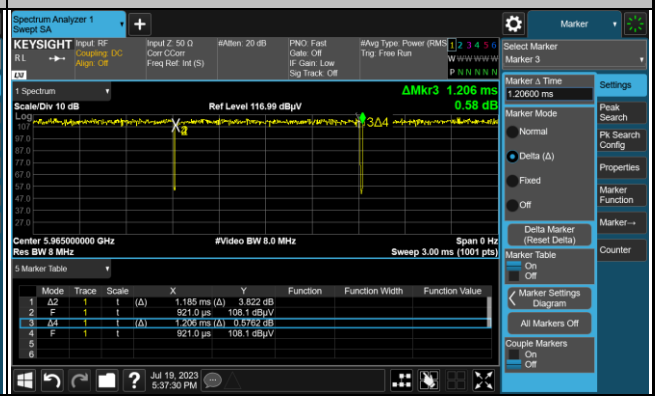 Spectrum Analyzer 1
Swept SA
Marker
KEYSIGHT
RL
Input: RF
Coupling: DC
Align: Off
Input Z: 50 Ω
Corr CCorr
Freq Ref: Int (S)
#Atten: 20 dB
PNO: Fast
Gate: Off
IF Gain: Low
Sig Track: Off
#Avg Type: Power (RMS
Trig: Free Run
1 2 3 4 5 6
W W W W W W
P N N N N N
Select Marker
Marker 3
1 Spectrum
ΔMkr3 1.206 ms
0.58 dB
Scale/Div 10 dB
Ref Level 116.99 dBµV
Log
107
97.0
87.0
77.0
67.0
57.0
47.0
37.0
27.0
3Δ4
Center 5.965000000 GHz
Res BW 8 MHz
#Video BW 8.0 MHz
Span 0 Hz
Sweep 3.00 ms (1001 pts)
5 Marker Table
Mode Trace Scale X Y Function Function Width Function Value
1 Δ2 1 t (Δ) 1.185 ms (Δ) 3.822 dB
2 F 1 t 921.0 µs 108.1 dBµV
3 Δ4 1 t (Δ) 1.206 ms (Δ) 0.5762 dB
4 F 1 t 921.0 µs 108.1 dBµV
5
6
Marker Δ Time
1.20600 ms
Marker Mode
Normal
Delta (Δ)
Fixed
Off
Delta Marker
(Reset Delta)
Marker Table
On
Off
Marker Settings
Diagram
All Markers Off
Couple Markers
On
Off
Settings
Peak
Search
Pk Search
Config
Properties
Marker
Function
Marker→
Counter
?
Jul 19, 2023
5:37:30 PM